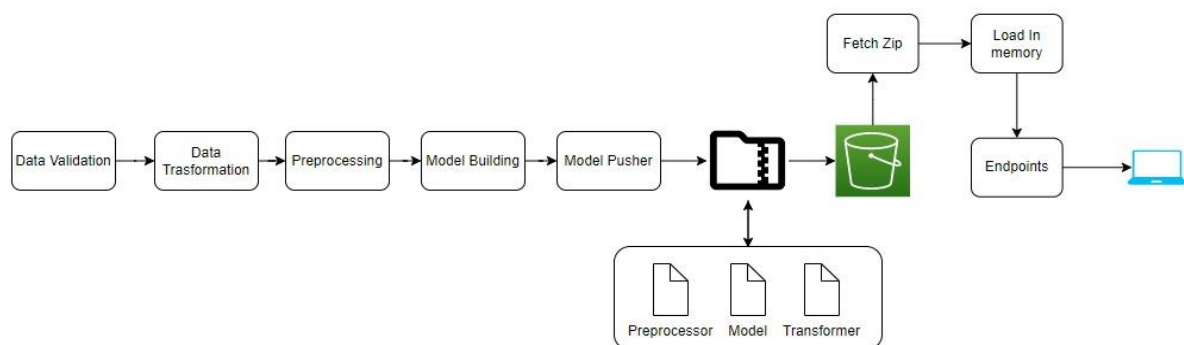 Data Validation
Data
Trasformation
Preprocessing
Model Building
Model Pusher
Fetch Zip
Load In
memory
Endpoints
Preprocessor
Model
Transformer